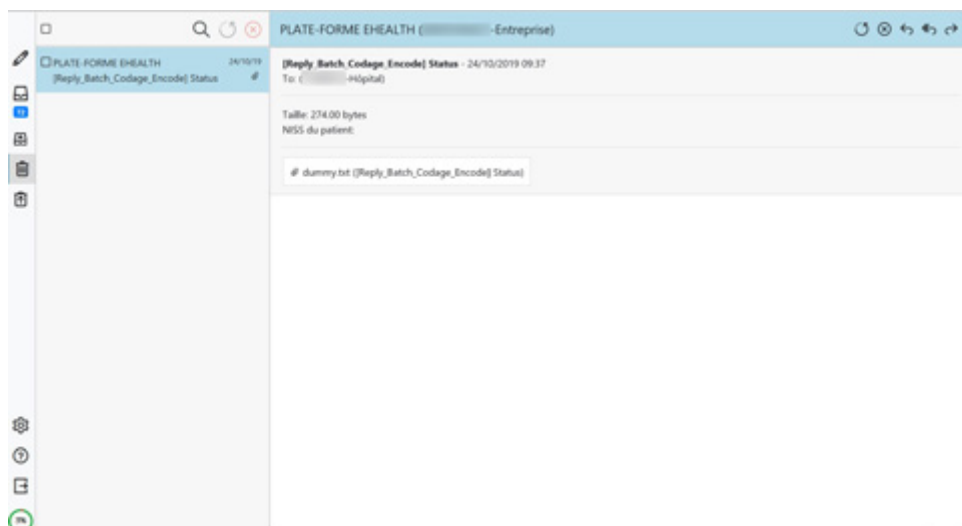 PLATE-FORME EHEALTH
24/10/19
[Reply_Batch_Codage_Encode] Status
PLATE-FORME EHEALTH ( -Entreprise)
[Reply_Batch_Codage_Encode] Status - 24/10/2019 09:37
To: ( -Hôpital)
Taille: 274.00 bytes
NISS du patient:
dummy.txt ([Reply_Batch_Codage_Encode] Status)